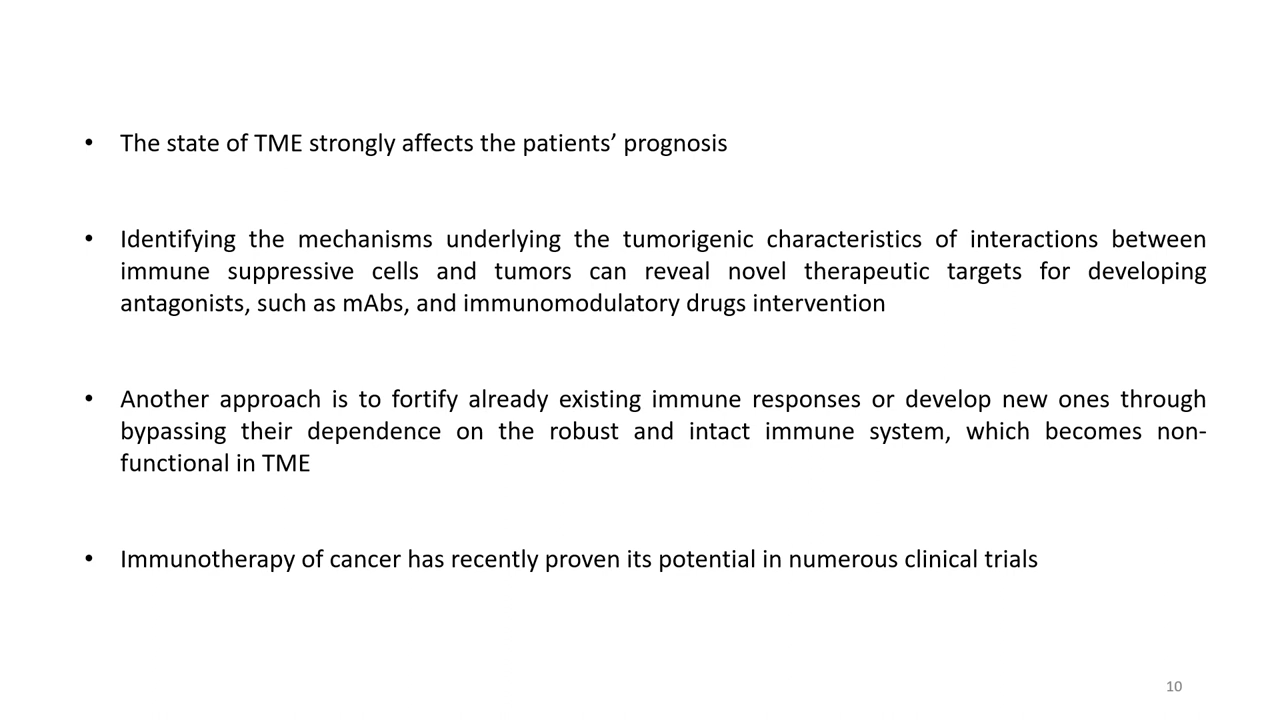 • The state of TME strongly affects the patients’ prognosis
• Identifying the mechanisms underlying the tumorigenic characteristics of interactions between
immune suppressive cells and tumors can reveal novel therapeutic targets for developing
antagonists, such as mAbs, and immunomodulatory drugs intervention
• Another approach is to fortify already existing immune responses or develop new ones through
bypassing their dependence on the robust and intact immune system, which becomes non-
functional in TME
• Immunotherapy of cancer has recently proven its potential in numerous clinical trials
10